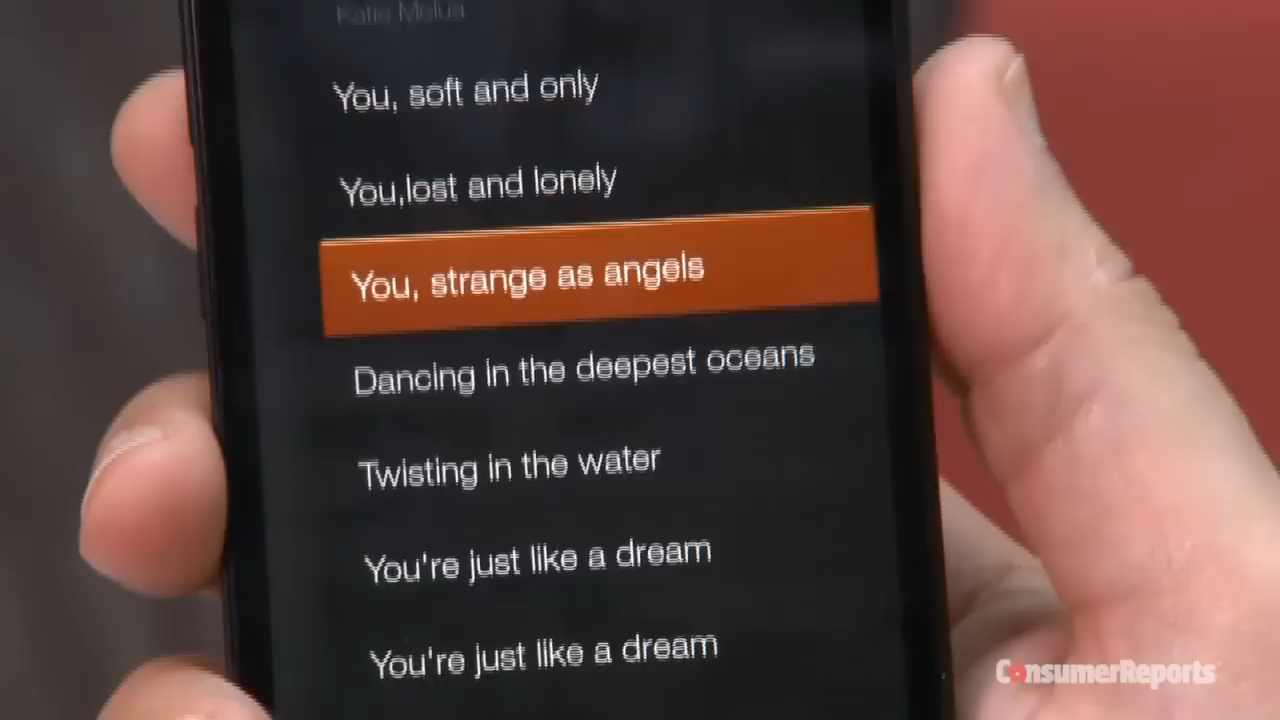 Katie Melua
You, soft and only
You,lost and lonely
You, strange as angels
Dancing in the deepest oceans
Twisting in the water
You're just like a dream
You're just like a dream
ConsumerReports